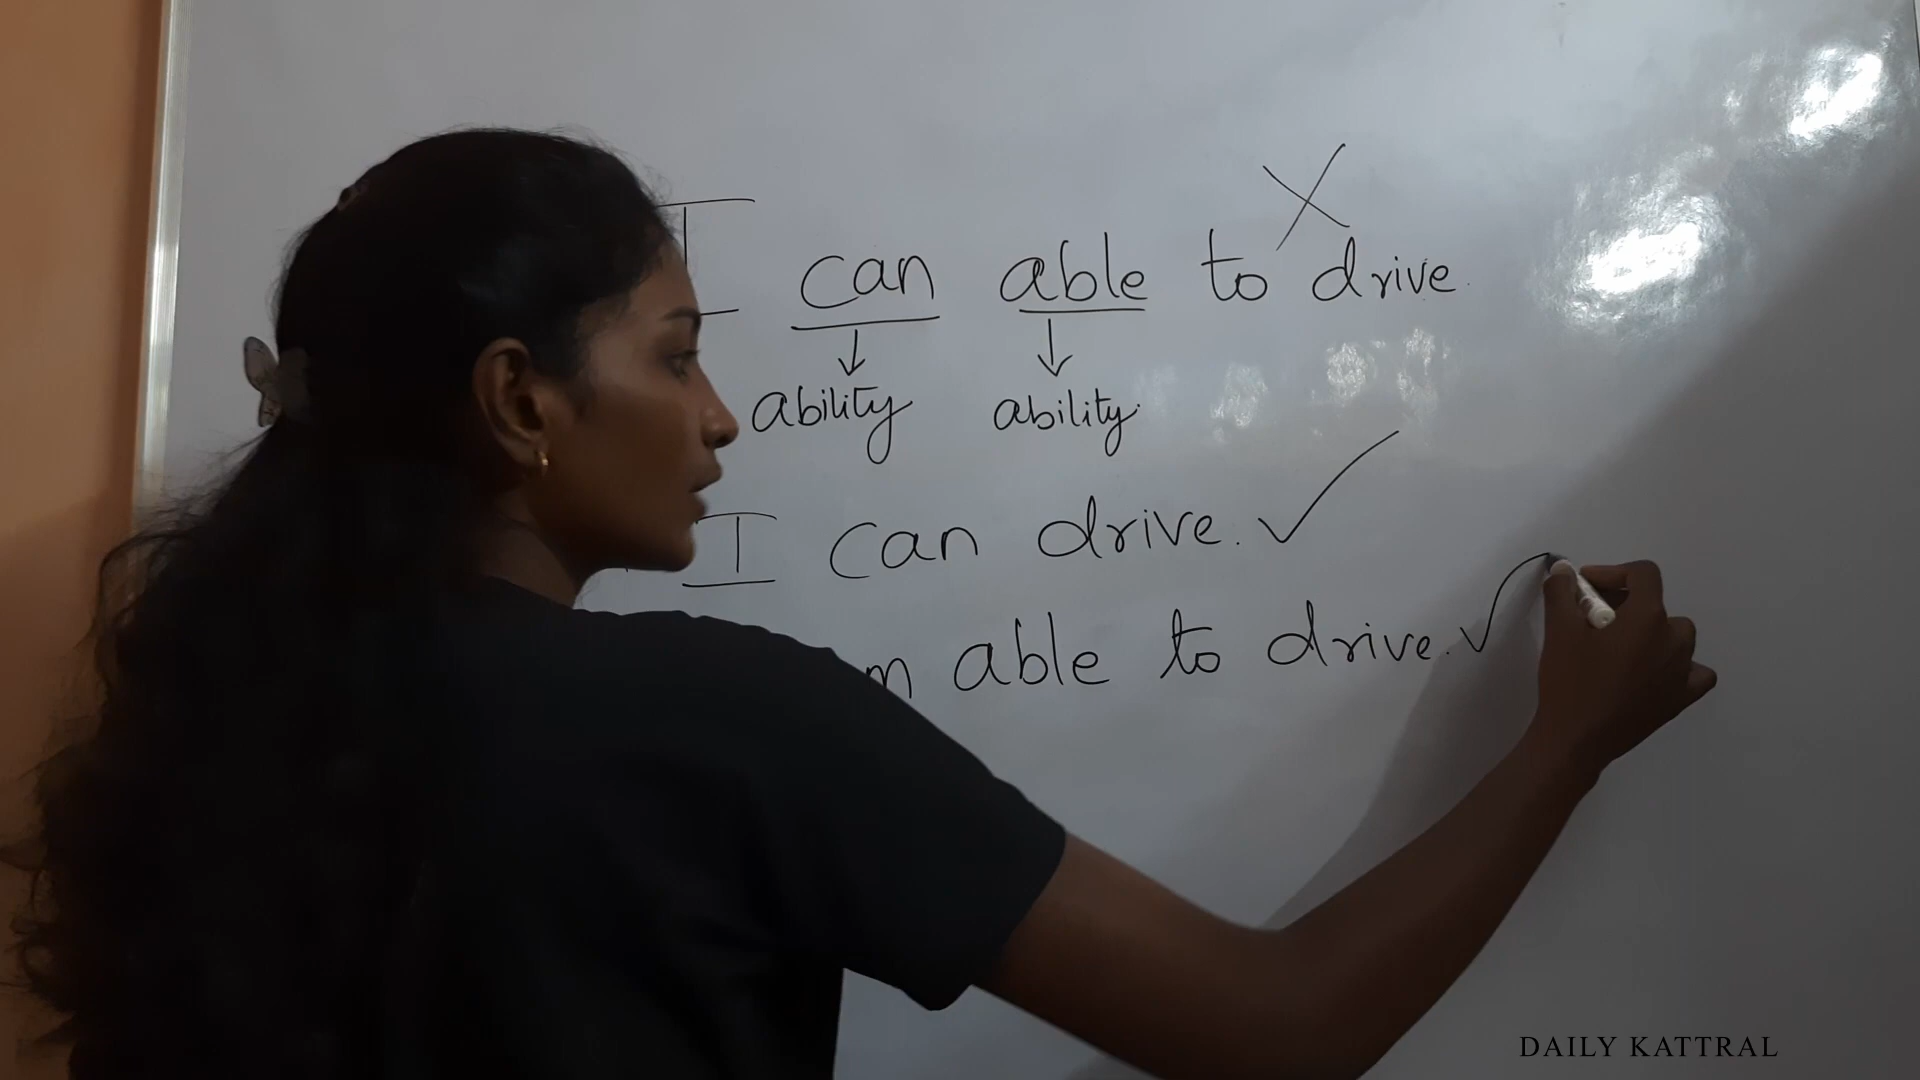 I can able to drive
ability ability
I can drive.
able to drive.
DAILY KATTRAL